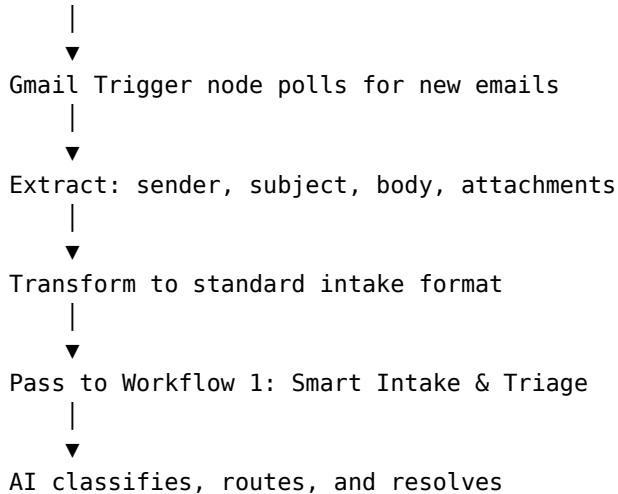 Gmail Trigger node polls for new emails
Extract: sender, subject, body, attachments
Transform to standard intake format
Pass to Workflow 1: Smart Intake & Triage
AI classifies, routes, and resolves